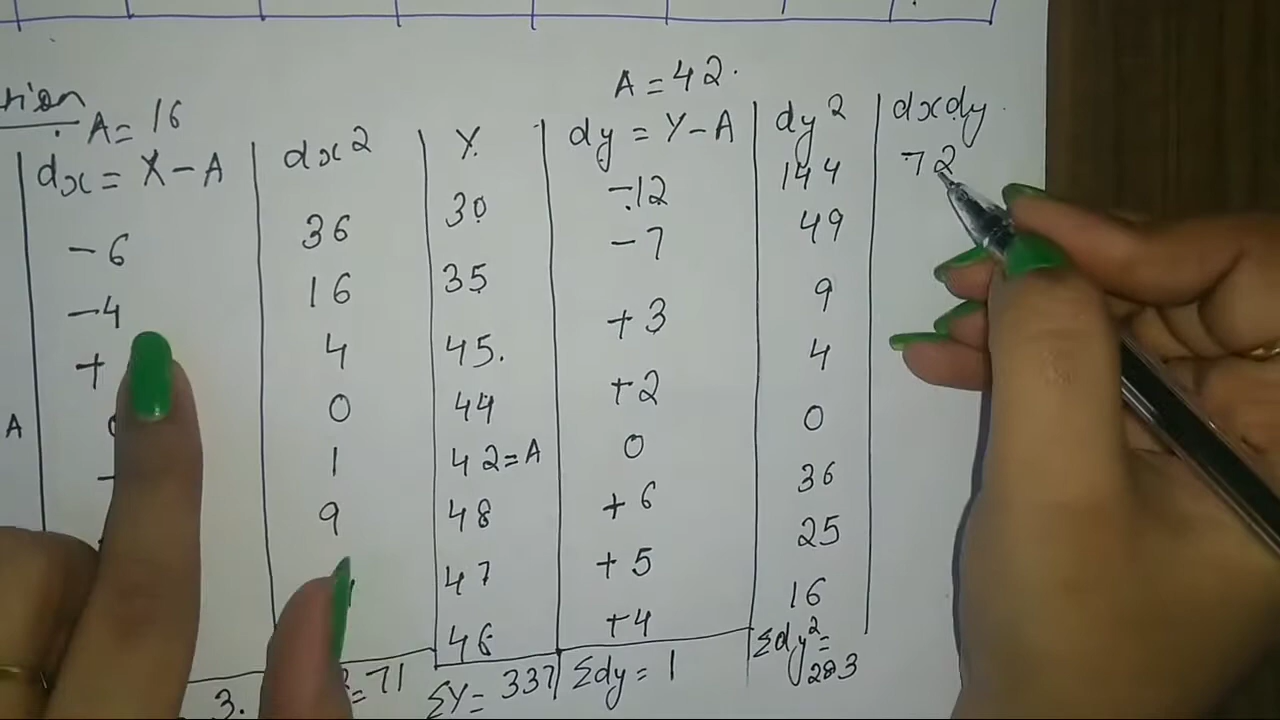 A = 42.
A = 16
dx = X - A dx² Y. dy = Y - A dy² dxdy.
- 6 36 30 - 12 144 72
- 4 16 35 - 7 49
+ 4 45. + 3 9
A 0 44 + 2 4
- 1 42 = A 0 0
9 48 + 6 36
47 + 5 25
46 + 4 16
3. = 71 ΣY = 337 Σdy = 1 Σdy² = 283